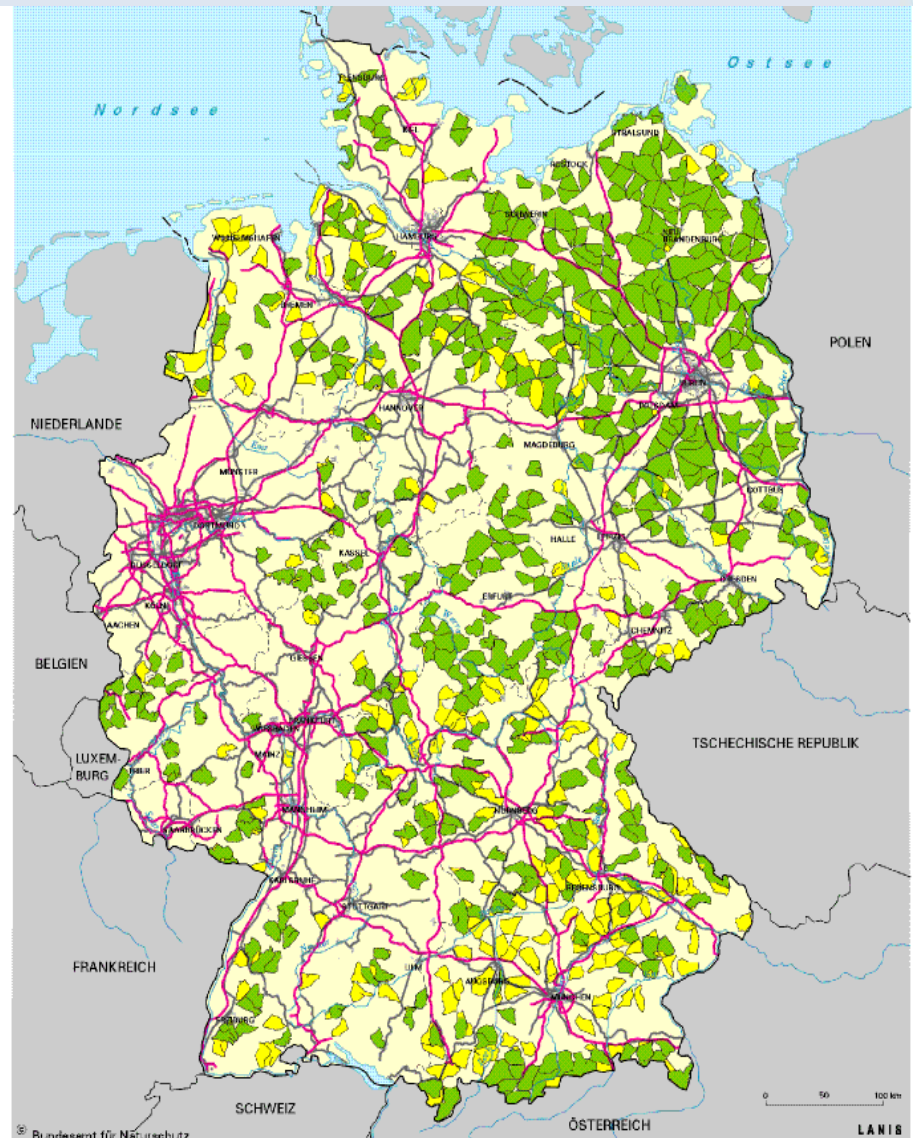 Ostsee
Nordsee
FLENSBURG
KIEL
STRALSUND
ROSTOCK
SCHWERIN
HAMBURG
NEU
BRANDENBURG
WILHELMSHAFEN
BREMEN
POLEN
BERLIN
POTSDAM
HANNOVER
NIEDERLANDE
MAGDEBURG
MÜNSTER
COTTBUS
DORTMUND
HALLE
LEIPZIG
KASSEL
DÜSSELDORF
DRESDEN
KÖLN
ERFURT
AACHEN
CHEMNITZ
BELGIEN
GIESSEN
FRANKFURT
WIESBADEN
TSCHECHISCHE REPUBLIK
MAINZ
LUXEM-
BURG
TRIER
MANNHEIM
NÜRNBERG
SAARBRÜCKEN
KARLSRUHE
REGENSBURG
STUTTGART
FRANKREICH
ULM
AUGSBURG
MÜNCHEN
FREIBURG
0 50 100 km
SCHWEIZ
ÖSTERREICH
© Bundesamt für Naturschutz
LANIS